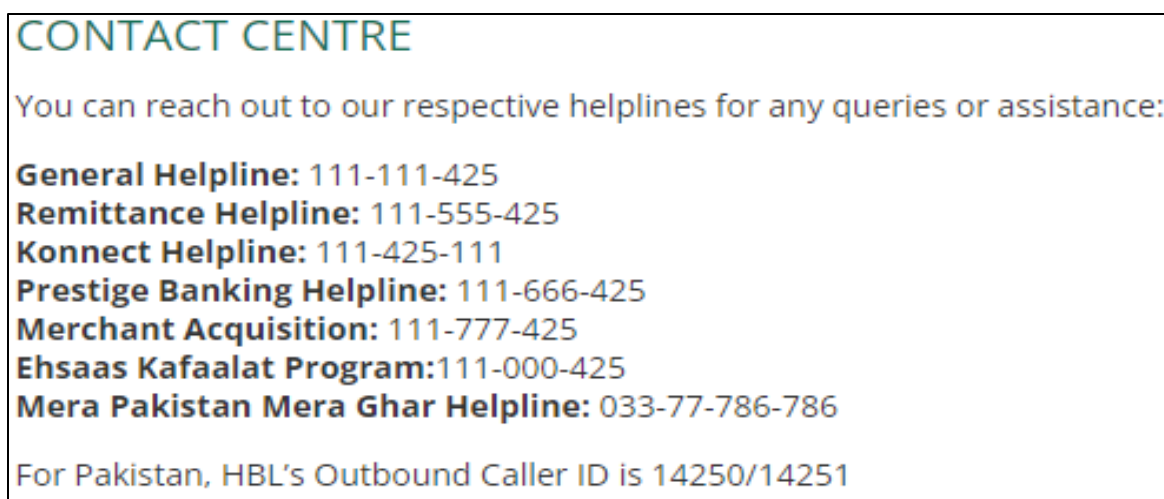 CONTACT CENTRE
You can reach out to our respective helplines for any queries or assistance:
General Helpline: 111-111-425
Remittance Helpline: 111-555-425
Konnect Helpline: 111-425-111
Prestige Banking Helpline: 111-666-425
Merchant Acquisition: 111-777-425
Ehsaas Kafaalat Program:111-000-425
Mera Pakistan Mera Ghar Helpline: 033-77-786-786
For Pakistan, HBL’s Outbound Caller ID is 14250/14251